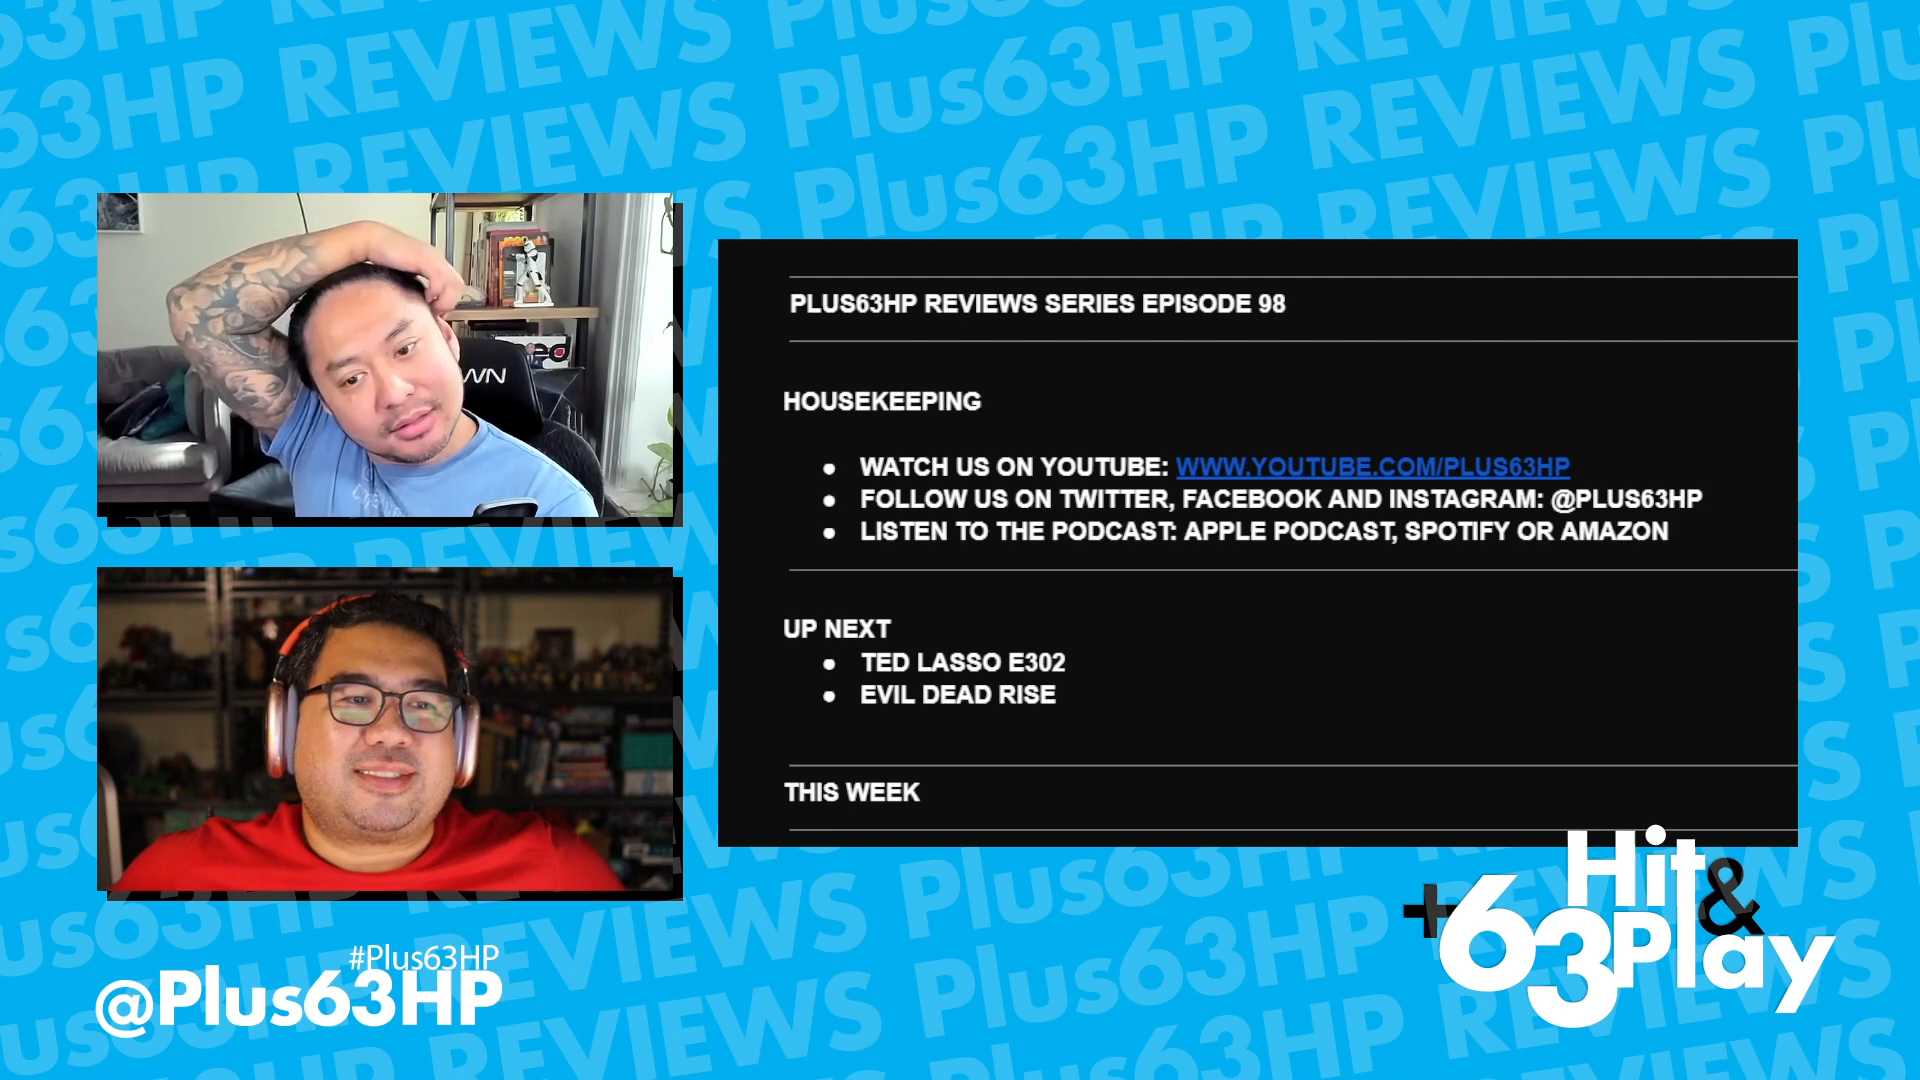 PLUS63HP REVIEWS SERIES EPISODE 98
HOUSEKEEPING
● WATCH US ON YOUTUBE: WWW.YOUTUBE.COM/PLUS63HP
● FOLLOW US ON TWITTER, FACEBOOK AND INSTAGRAM: @PLUS63HP
● LISTEN TO THE PODCAST: APPLE PODCAST, SPOTIFY OR AMAZON
UP NEXT
● TED LASSO E302
● EVIL DEAD RISE
THIS WEEK
#Plus63HP
@Plus63HP
+63 Hit & Play
Plus63HP REVIEWS